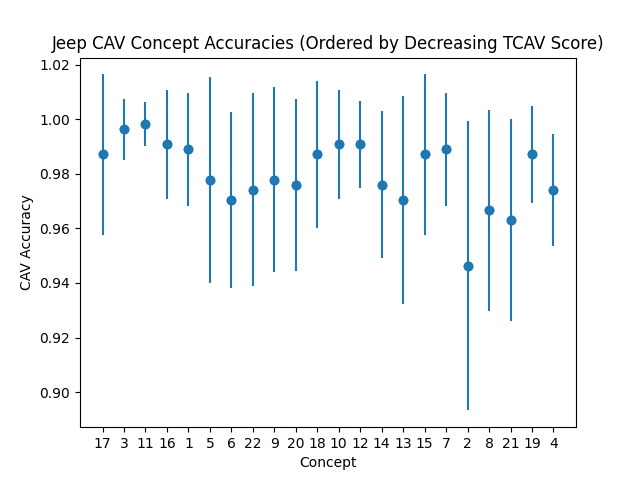 Jeep CAV Concept Accuracies (Ordered by Decreasing TCAV Score)
1.02
1.00
0.98
0.96
0.94
0.92
0.90
CAV Accuracy
17 3 11 16 1 5 6 22 9 20 18 10 12 14 13 15 7 2 8 21 19 4
Concept